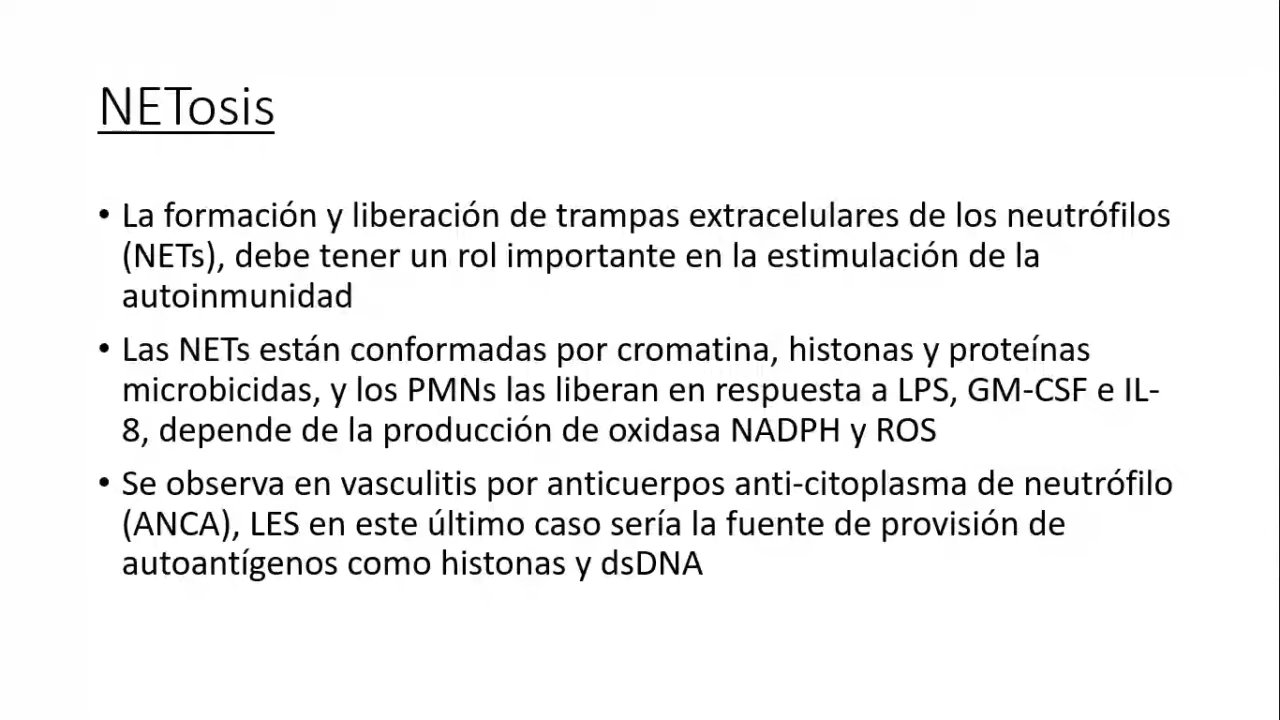 NETosis
• La formación y liberación de trampas extracelulares de los neutrófilos
(NETs), debe tener un rol importante en la estimulación de la
autoinmunidad
• Las NETs están conformadas por cromatina, histonas y proteínas
microbicidas, y los PMNs las liberan en respuesta a LPS, GM-CSF e IL-
8, depende de la producción de oxidasa NADPH y ROS
• Se observa en vasculitis por anticuerpos anti-citoplasma de neutrófilo
(ANCA), LES en este último caso sería la fuente de provisión de
autoantígenos como histonas y dsDNA